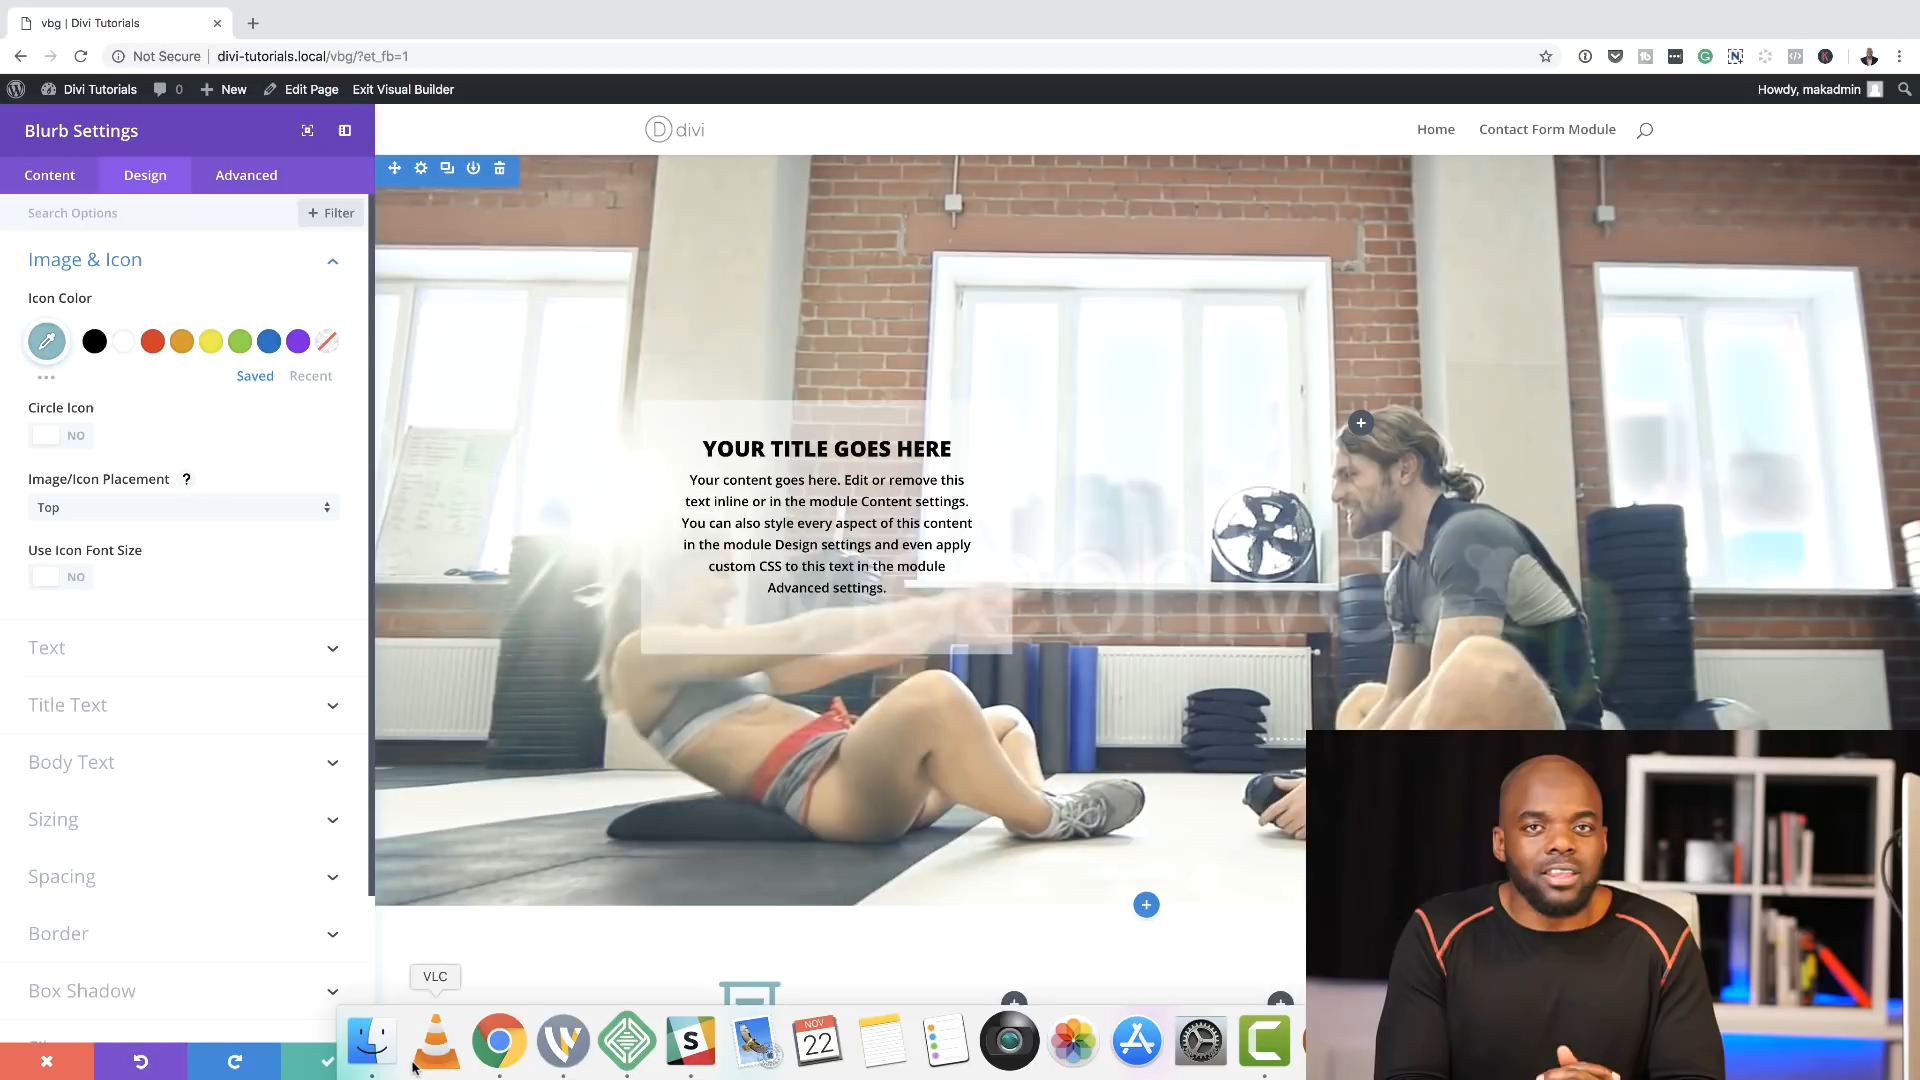 vbg | Divi Tutorials
Not Secure | divi-tutorials.local/vbg/?et_fb=1
Divi Tutorials 0 New Edit Page Exit Visual Builder
Howdy, makadmin
Blurb Settings
Content Design Advanced
Search Options
+ Filter
Image & Icon
Icon Color
Saved Recent
Circle Icon
NO
Image/Icon Placement ?
Top
Use Icon Font Size
NO
Text
Title Text
Body Text
Sizing
Spacing
Border
Box Shadow
D divi
Home Contact Form Module
YOUR TITLE GOES HERE
Your content goes here. Edit or remove this
text inline or in the module Content settings.
You can also style every aspect of this content
in the module Design settings and even apply
custom CSS to this text in the module
Advanced settings.
VLC
S
NOV
22